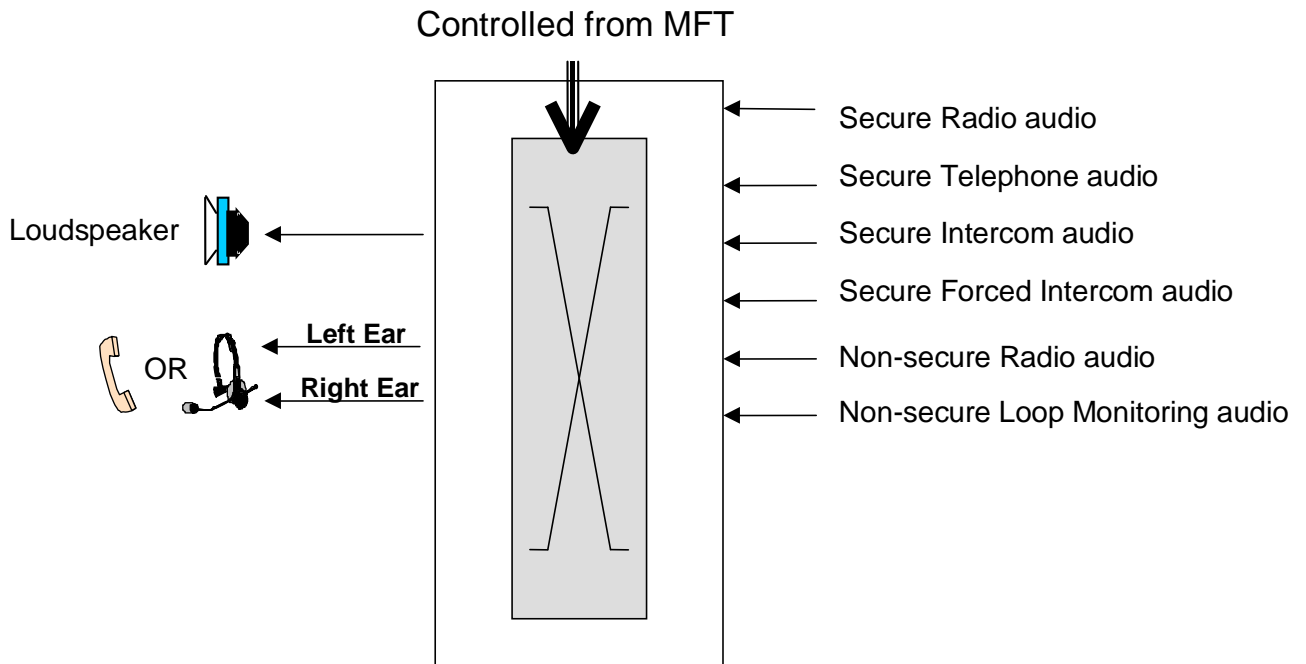 Controlled from MFT
Secure Radio audio
Secure Telephone audio
Loudspeaker
Secure Intercom audio
Secure Forced Intercom audio
Left Ear
OR
Right Ear
Non-secure Radio audio
Non-secure Loop Monitoring audio